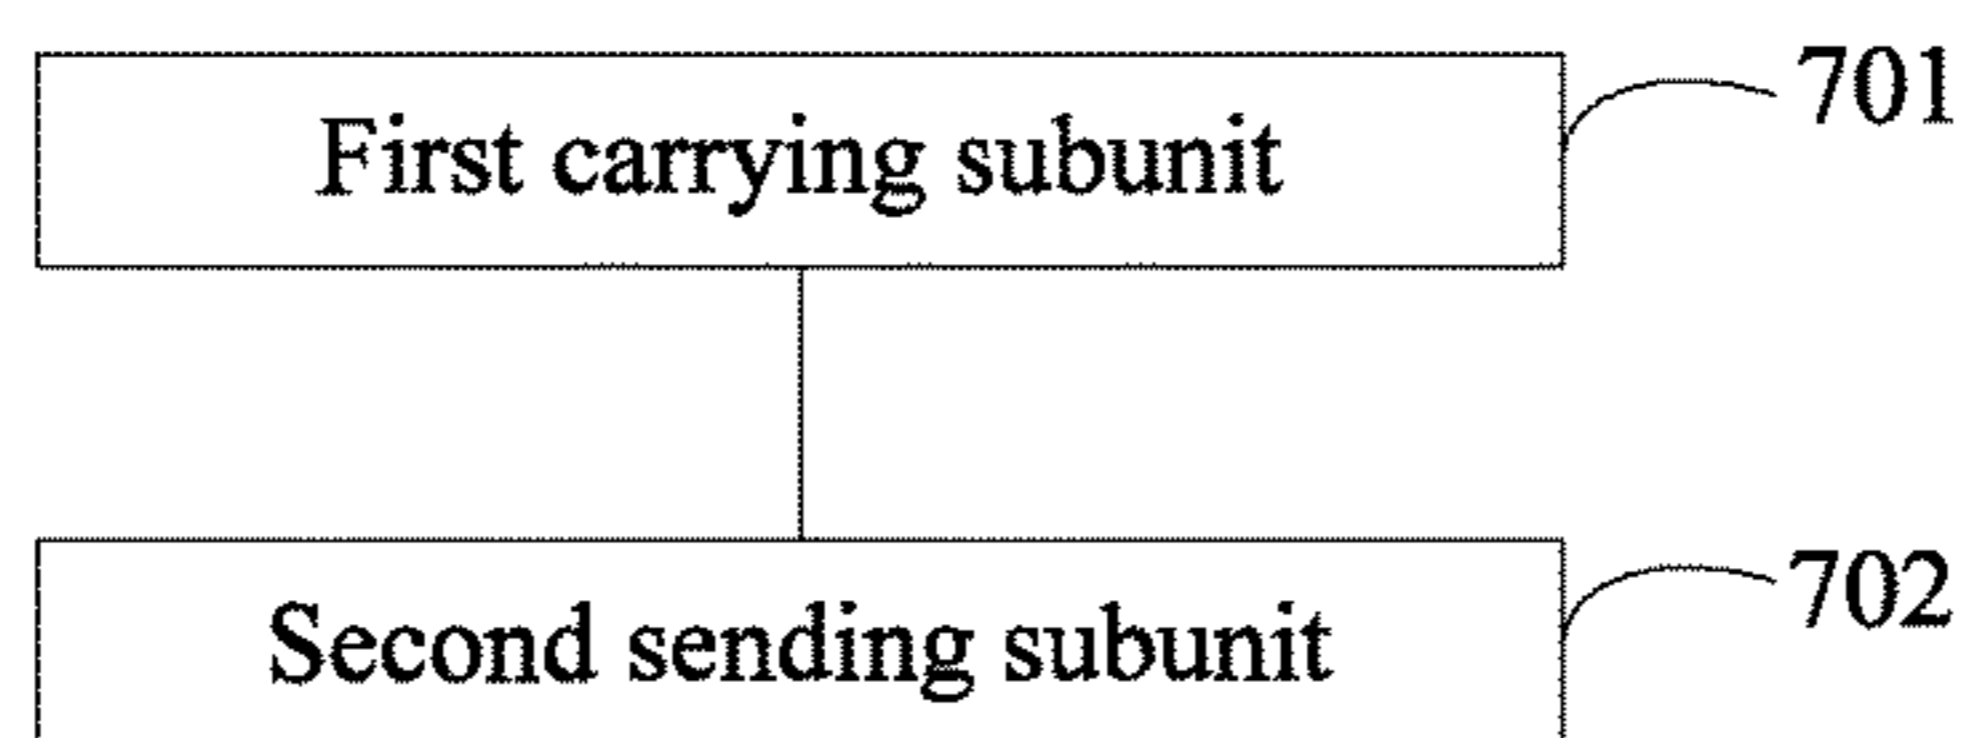 First carrying subunit
701
Second sending subunit
702